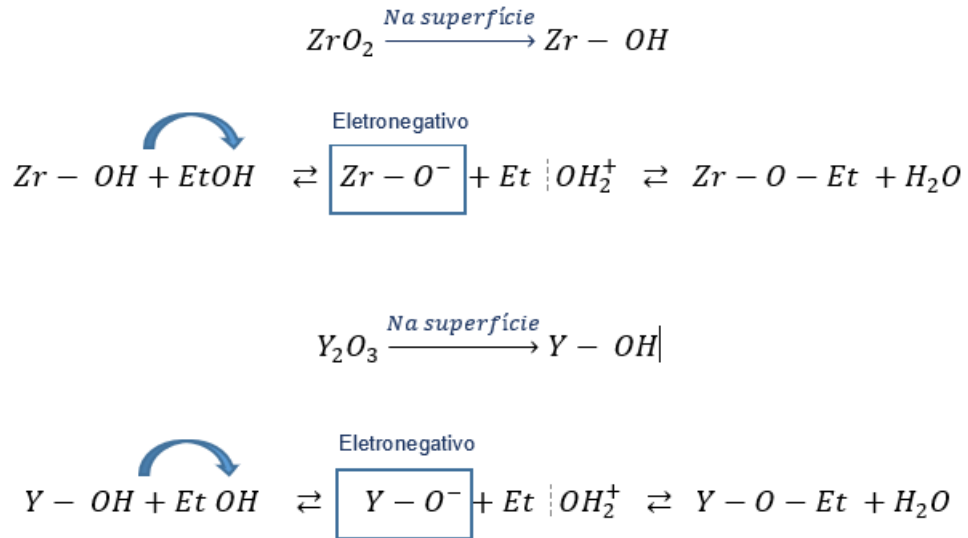 Na superfície
ZrO₂ ⟶ Zr − OH
Eletronegativo
Zr − OH + EtOH ⇄ Zr − O⁻ + Et ¦ OH₂⁺ ⇄ Zr − O − Et + H₂O
Na superfície
Y₂O₃ ⟶ Y − OH
Eletronegativo
Y − OH + Et OH ⇄ Y − O⁻ + Et ¦ OH₂⁺ ⇄ Y − O − Et + H₂O